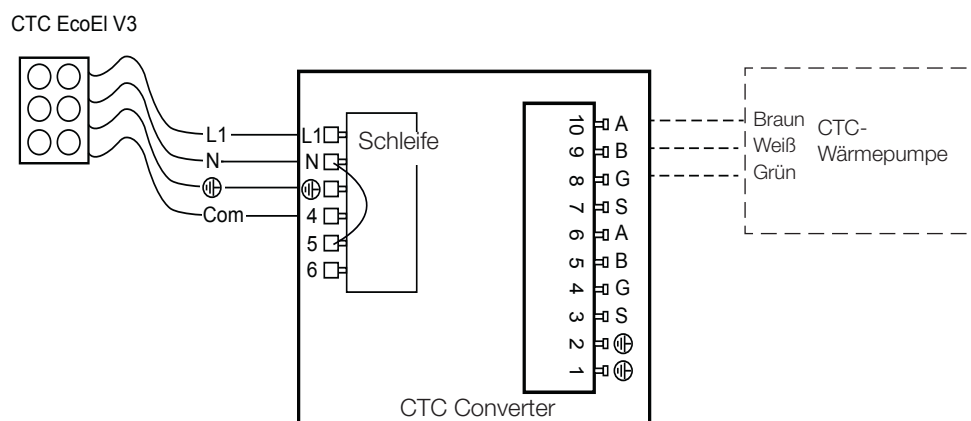 CTC EcoEl V3
L1
N
Com
L1
N
4
5
6
Schleife
10 A
9 B
8 G
7 S
6 A
5 B
4 G
3 S
2
1
Braun
Weiß
Grün
CTC-
Wärmepumpe
CTC Converter